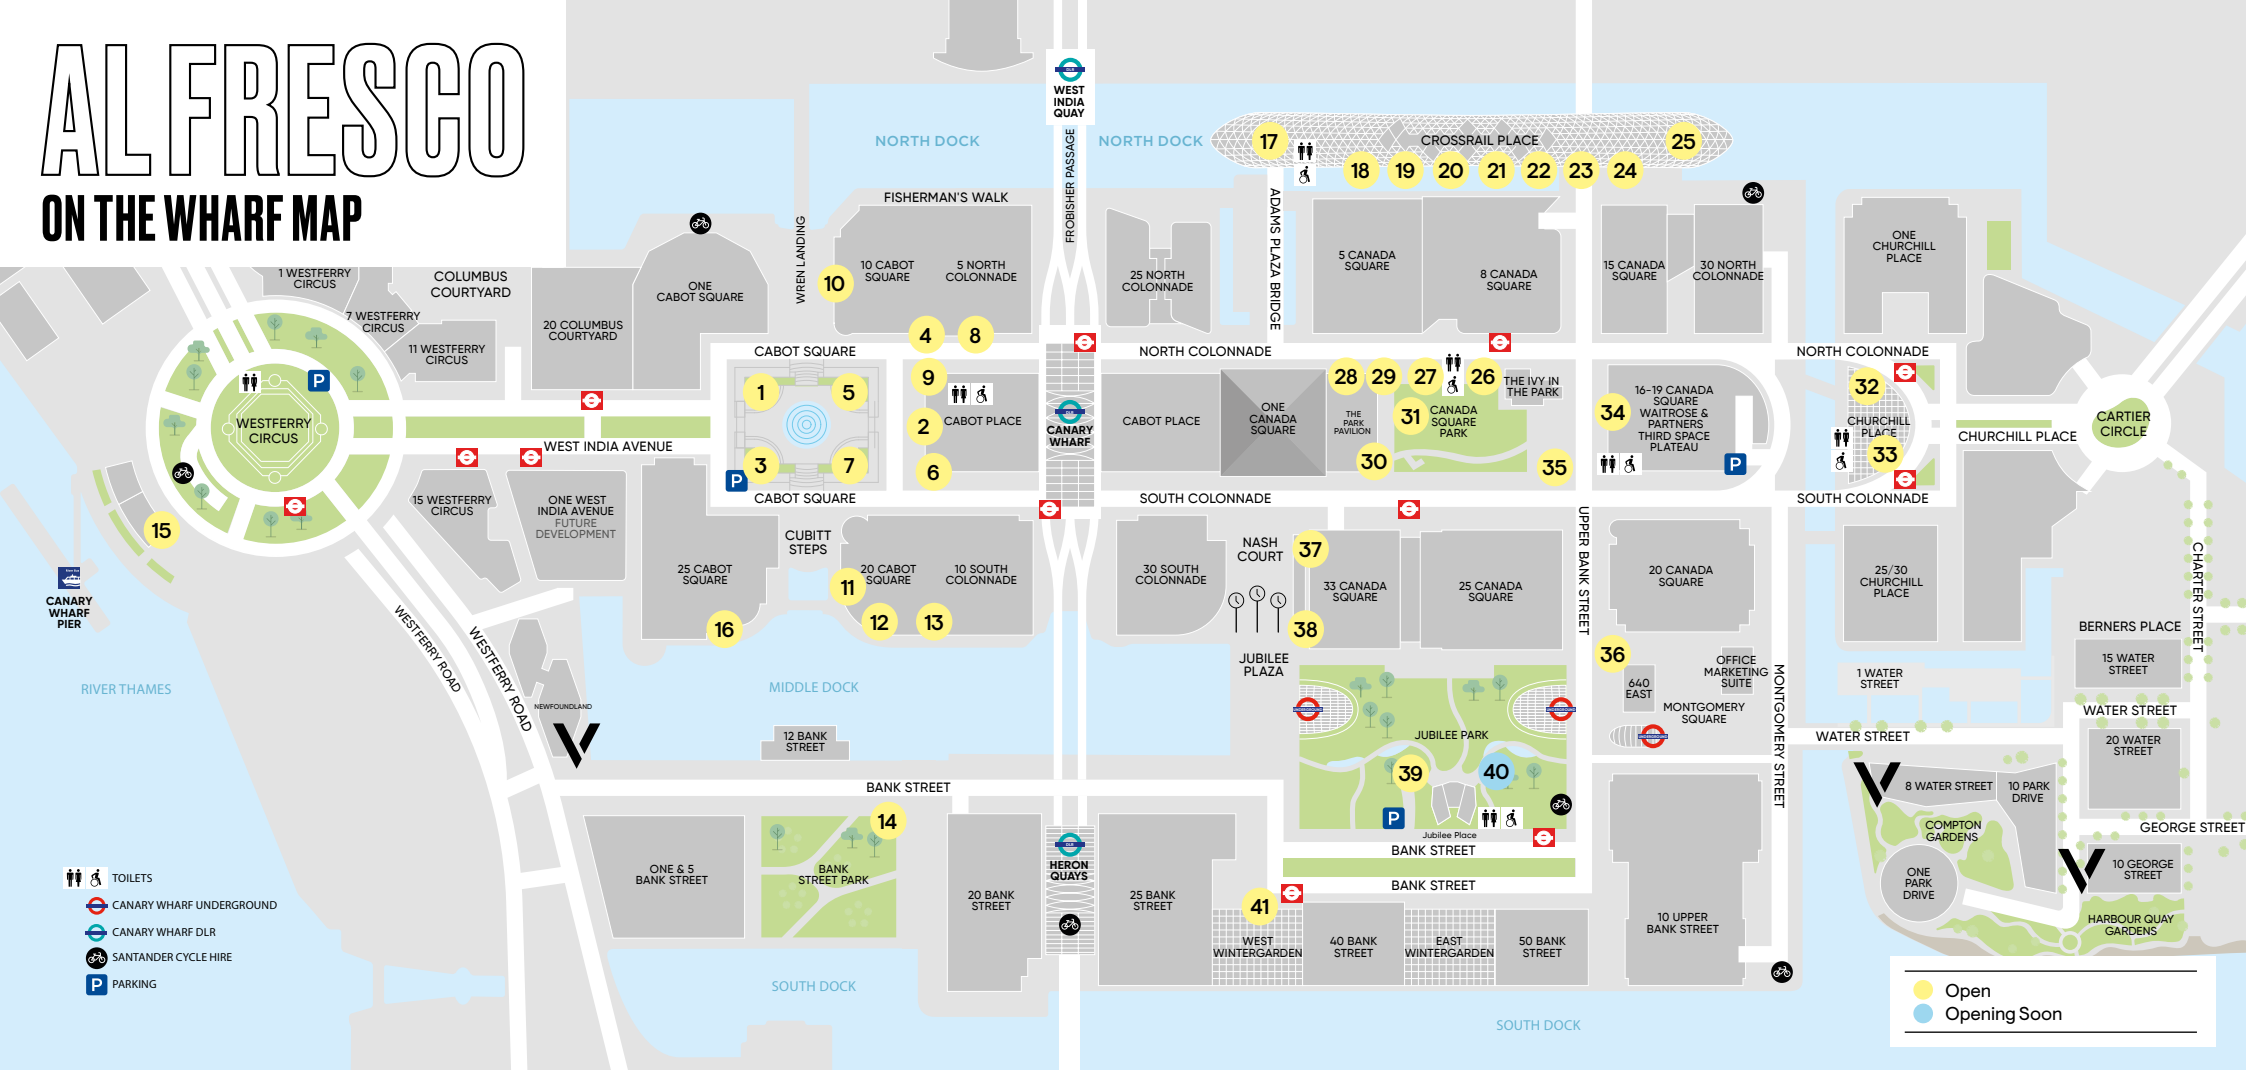 AL FRESCO
ON THE WHARF MAP
WEST
INDIA
QUAY
NORTH DOCK
NORTH DOCK
FROBISHER PASSAGE
CROSSRAIL PLACE
17
18
19
20
21
22
23
24
25
FISHERMAN'S WALK
WREN LANDING
ADAMS PLAZA BRIDGE
1 WESTFERRY
CIRCUS
COLUMBUS
COURTYARD
7 WESTFERRY
CIRCUS
11 WESTFERRY
CIRCUS
20 COLUMBUS
COURTYARD
ONE
CABOT SQUARE
10
10 CABOT
SQUARE
5 NORTH
COLONNADE
25 NORTH
COLONNADE
5 CANADA
SQUARE
8 CANADA
SQUARE
15 CANADA
SQUARE
30 NORTH
COLONNADE
ONE
CHURCHILL
PLACE
4
8
CABOT SQUARE
NORTH COLONNADE
NORTH COLONNADE
P
WESTFERRY
CIRCUS
1
5
9
2
6
3
7
P
CABOT PLACE
CANARY
WHARF
CABOT PLACE
ONE
CANADA
SQUARE
28
29
27
26
THE IVY IN
THE PARK
THE
PARK
PAVILION
31
CANADA
SQUARE
PARK
30
35
34
16-19 CANADA
SQUARE
WAITROSE &
PARTNERS
THIRD SPACE
PLATEAU
P
32
CHURCHILL
PLACE
33
CHURCHILL PLACE
CARTIER
CIRCLE
WEST INDIA AVENUE
CABOT SQUARE
SOUTH COLONNADE
SOUTH COLONNADE
15
15 WESTFERRY
CIRCUS
ONE WEST
INDIA AVENUE
FUTURE
DEVELOPMENT
CUBITT
STEPS
25 CABOT
SQUARE
16
20 CABOT
SQUARE
11
12
13
10 SOUTH
COLONNADE
30 SOUTH
COLONNADE
NASH
COURT
37
38
33 CANADA
SQUARE
25 CANADA
SQUARE
UPPER BANK STREET
20 CANADA
SQUARE
25/30
CHURCHILL
PLACE
CHARTER STREET
CANARY
WHARF
PIER
RIVER THAMES
WESTFERRY ROAD
WESTFERRY ROAD
NEWFOUNDLAND
MIDDLE DOCK
12 BANK
STREET
JUBILEE
PLAZA
UNDERGROUND
UNDERGROUND
JUBILEE PARK
39
40
P
Jubilee Place
36
640
EAST
OFFICE
MARKETING
SUITE
MONTGOMERY
SQUARE
UNDERGROUND
MONTGOMERY STREET
BERNERS PLACE
15 WATER
STREET
1 WATER
STREET
WATER STREET
WATER STREET
20 WATER
STREET
8 WATER STREET
10 PARK
DRIVE
COMPTON
GARDENS
ONE
PARK
DRIVE
GEORGE STREET
10 GEORGE
STREET
HARBOUR QUAY
GARDENS
BANK STREET
14
ONE & 5
BANK STREET
BANK
STREET PARK
20 BANK
STREET
HERON
QUAYS
25 BANK
STREET
BANK STREET
BANK STREET
41
WEST
WINTERGARDEN
40 BANK
STREET
EAST
WINTERGARDEN
50 BANK
STREET
10 UPPER
BANK STREET
SOUTH DOCK
SOUTH DOCK
TOILETS
CANARY WHARF UNDERGROUND
CANARY WHARF DLR
SANTANDER CYCLE HIRE
P PARKING
Open
Opening Soon